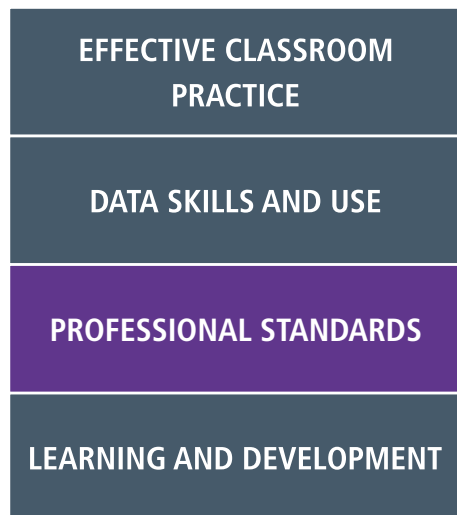 EFFECTIVE CLASSROOM
PRACTICE
DATA SKILLS AND USE
PROFESSIONAL STANDARDS
LEARNING AND DEVELOPMENT